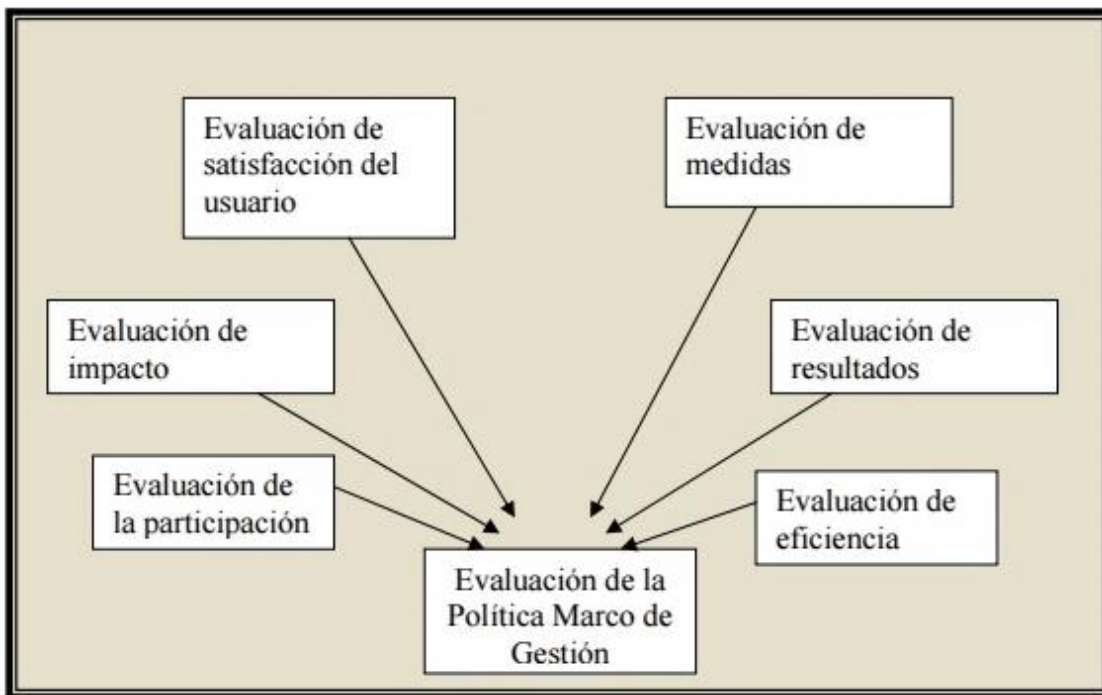 Evaluación de
satisfacción del
usuario
Evaluación de
medidas
Evaluación de
impacto
Evaluación de
resultados
Evaluación de
la participación
Evaluación de
eficiencia
Evaluación de la
Política Marco de
Gestión